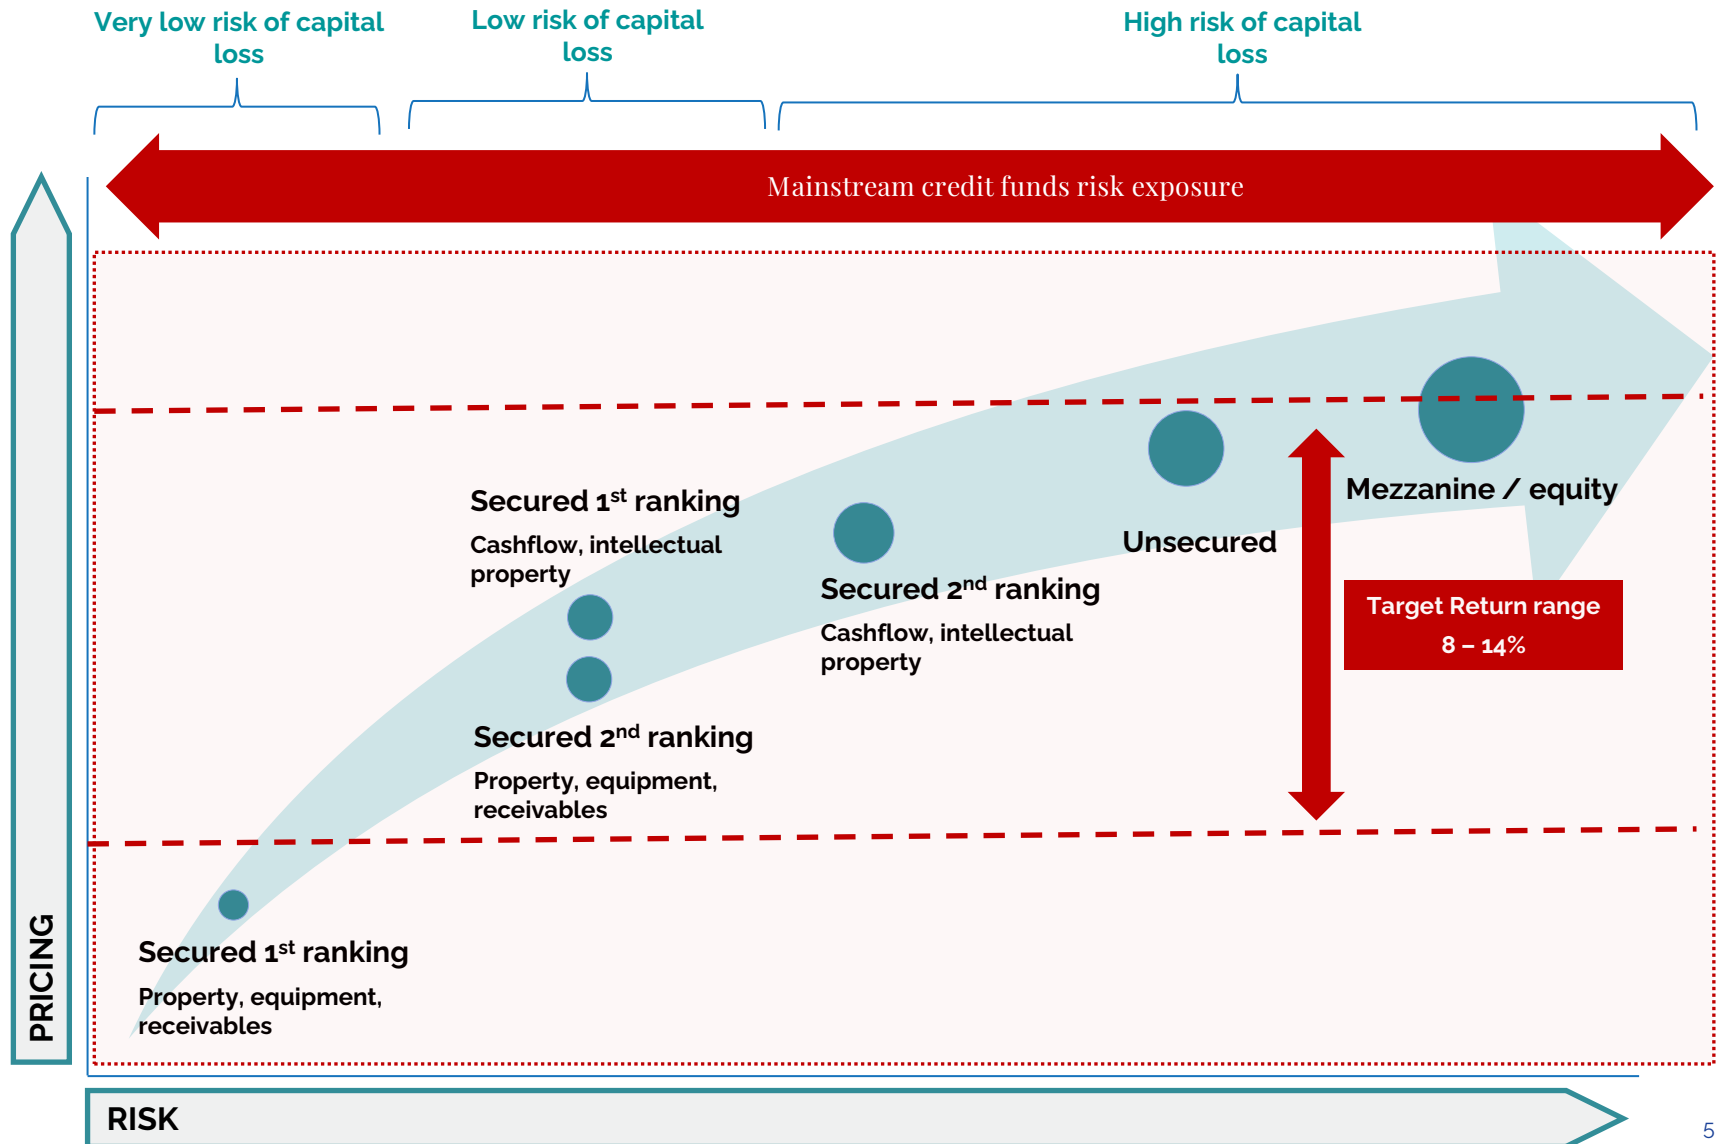 Very low risk of capital
loss
Low risk of capital
loss
High risk of capital
loss
Mainstream credit funds risk exposure
Secured 1st ranking
Cashflow, intellectual
property
Mezzanine / equity
Unsecured
Secured 2nd ranking
Cashflow, intellectual
property
Target Return range
8 – 14%
Secured 2nd ranking
Property, equipment,
receivables
Secured 1st ranking
Property, equipment,
receivables
PRICING
RISK
5